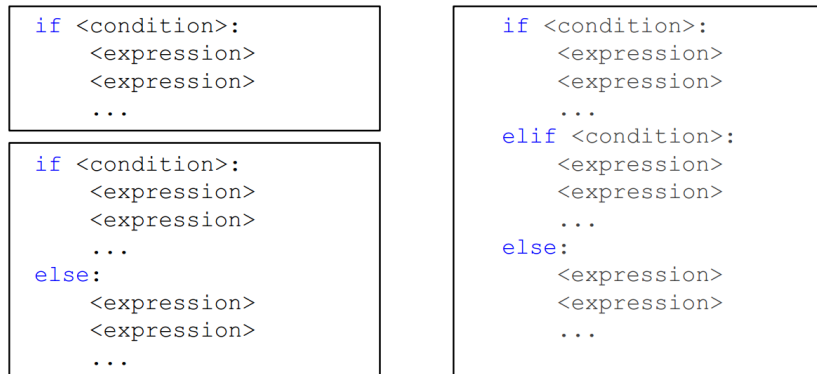 if <condition>:
    <expression>
    <expression>
    ...
if <condition>:
    <expression>
    <expression>
    ...
else:
    <expression>
    <expression>
    ...
if <condition>:
    <expression>
    <expression>
    ...
elif <condition>:
    <expression>
    <expression>
    ...
else:
    <expression>
    <expression>
    ...